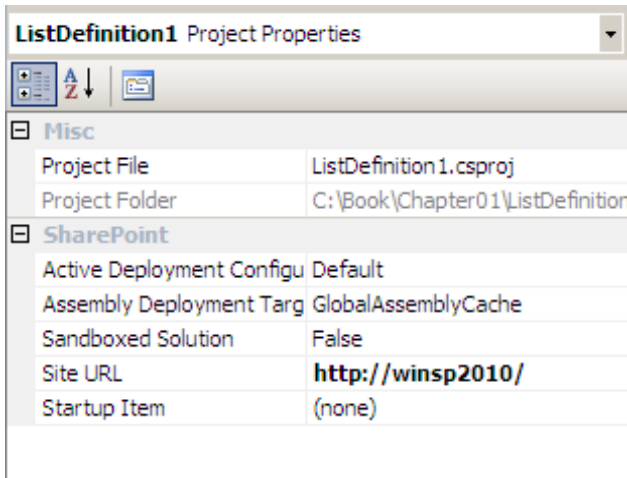 ListDefinition1 Project Properties
A
Z
Misc
Project File ListDefinition1.csproj
Project Folder C:\Book\Chapter01\ListDefinition
SharePoint
Active Deployment Configu Default
Assembly Deployment Targ GlobalAssemblyCache
Sandboxed Solution False
Site URL http://winsp2010/
Startup Item (none)